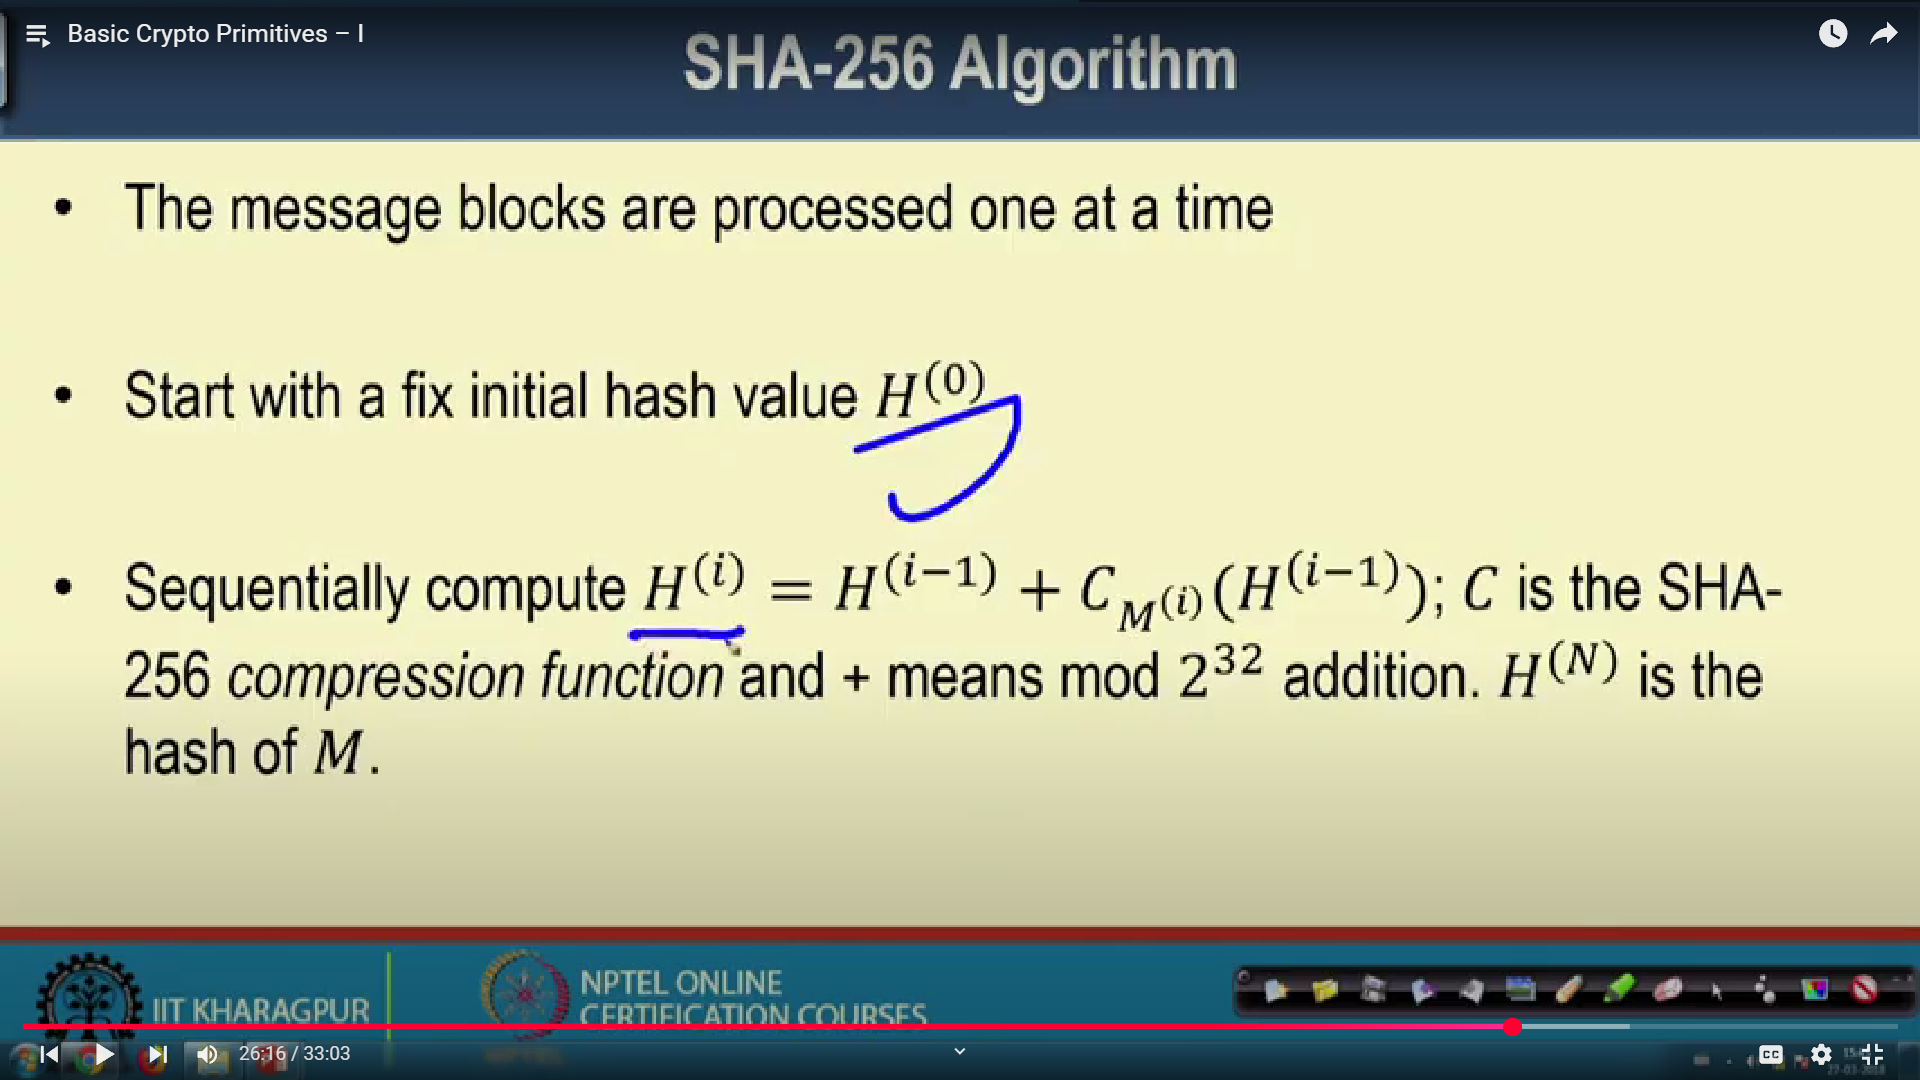 Basic Crypto Primitives – I
SHA-256 Algorithm
• The message blocks are processed one at a time
• Start with a fix initial hash value H^(0)
• Sequentially compute H^(i) = H^(i−1) + C_M^(i)(H^(i−1)); C is the SHA-
256 compression function and + means mod 2^32 addition. H^(N) is the
hash of M.
IIT KHARAGPUR
NPTEL ONLINE
CERTIFICATION COURSES
26:16 / 33:03
CC